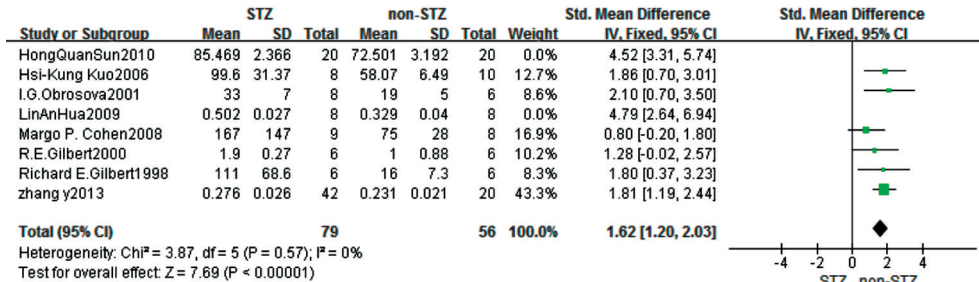 STZ non-STZ Std. Mean Difference Std. Mean Difference
Study or Subgroup Mean SD Total Mean SD Total Weight IV, Fixed, 95% CI IV, Fixed, 95% CI
HongQuanSun2010 85.469 2.366 20 72.501 3.192 20 0.0% 4.52 [3.31, 5.74]
Hsi-Kung Kuo2006 99.6 31.37 8 58.07 6.49 10 12.7% 1.86 [0.70, 3.01]
I.G.Obrosova2001 33 7 8 19 5 6 8.6% 2.10 [0.70, 3.50]
LinAnHua2009 0.502 0.027 8 0.329 0.04 8 0.0% 4.79 [2.64, 6.94]
Margo P. Cohen2008 167 147 9 75 28 8 16.9% 0.80 [-0.20, 1.80]
R.E.Gilbert2000 1.9 0.27 6 1 0.88 6 10.2% 1.28 [-0.02, 2.57]
Richard E.Gilbert1998 111 68.6 6 16 7.3 6 8.3% 1.80 [0.37, 3.23]
zhang y2013 0.276 0.026 42 0.231 0.021 20 43.3% 1.81 [1.19, 2.44]
Total (95% CI) 79 56 100.0% 1.62 [1.20, 2.03]
Heterogeneity: Chi² = 3.87, df = 5 (P = 0.57); I² = 0%
Test for overall effect: Z = 7.69 (P < 0.00001)
-4 -2 0 2 4
STZ non-STZ